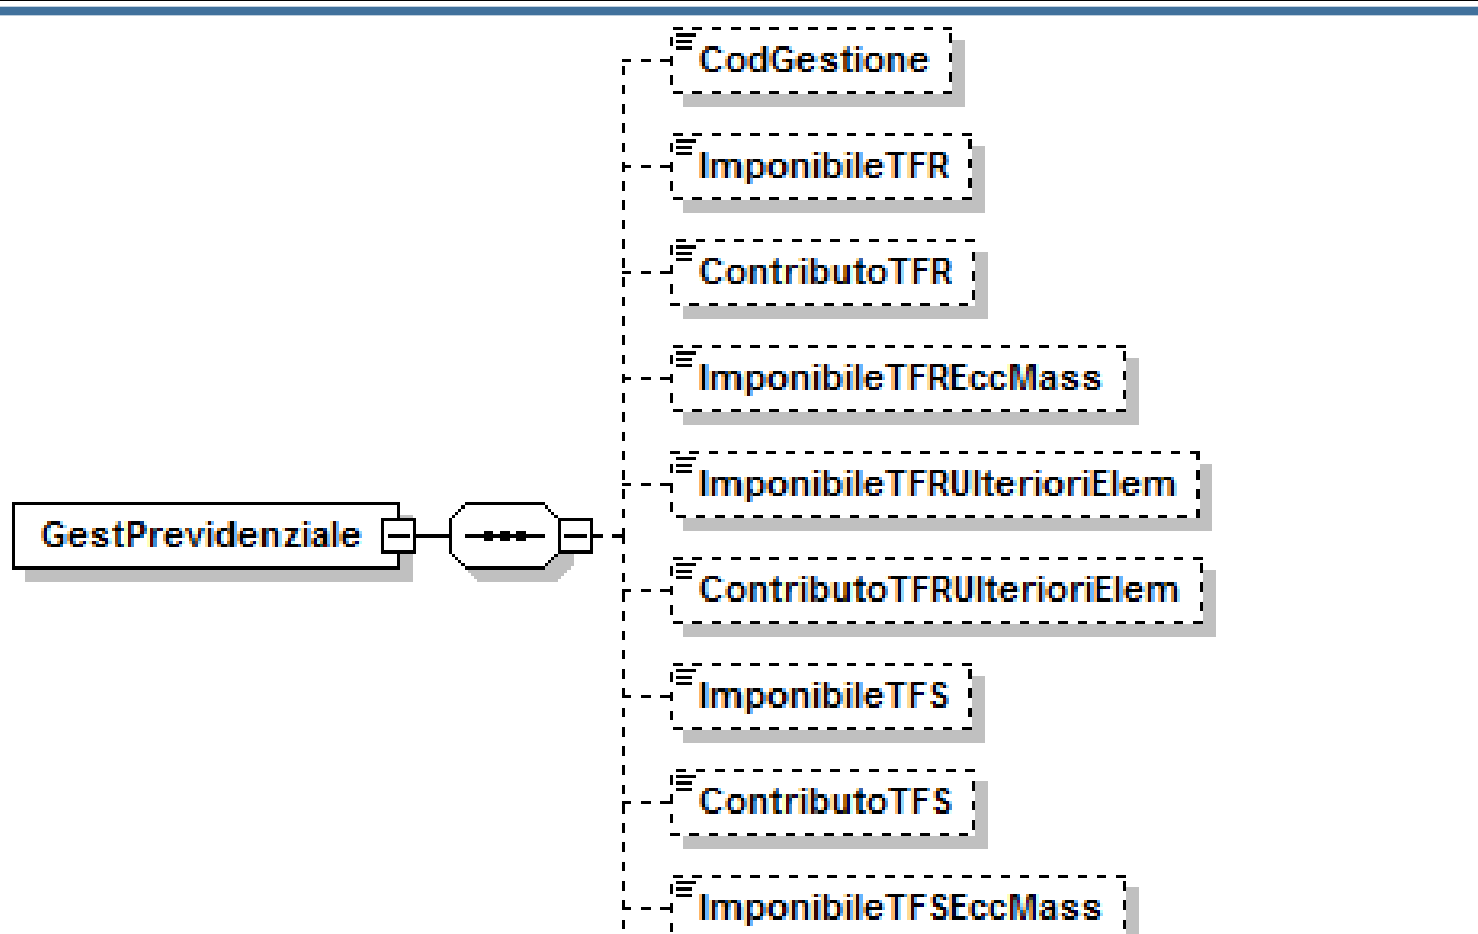 CodGestione
ImponibileTFR
ContributoTFR
ImponibileTFREccMass
ImponibileTFRUlterioriElem
GestPrevidenziale
ContributoTFRUlterioriElem
ImponibileTFS
ContributoTFS
ImponibileTFSEccMass